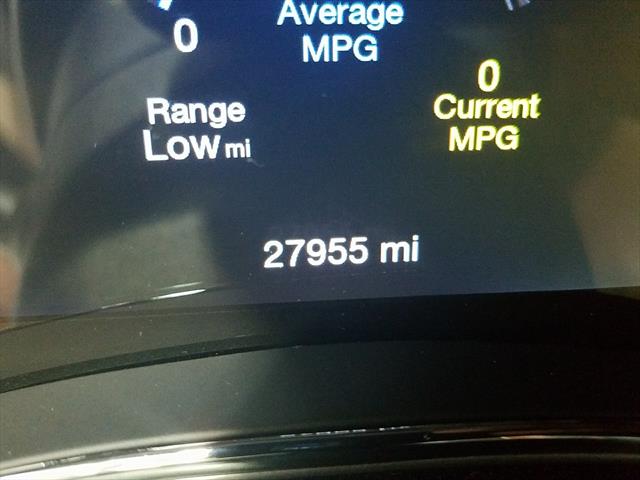 Average
MPG
0
0
Current
MPG
Range
LOW mi
27955 mi